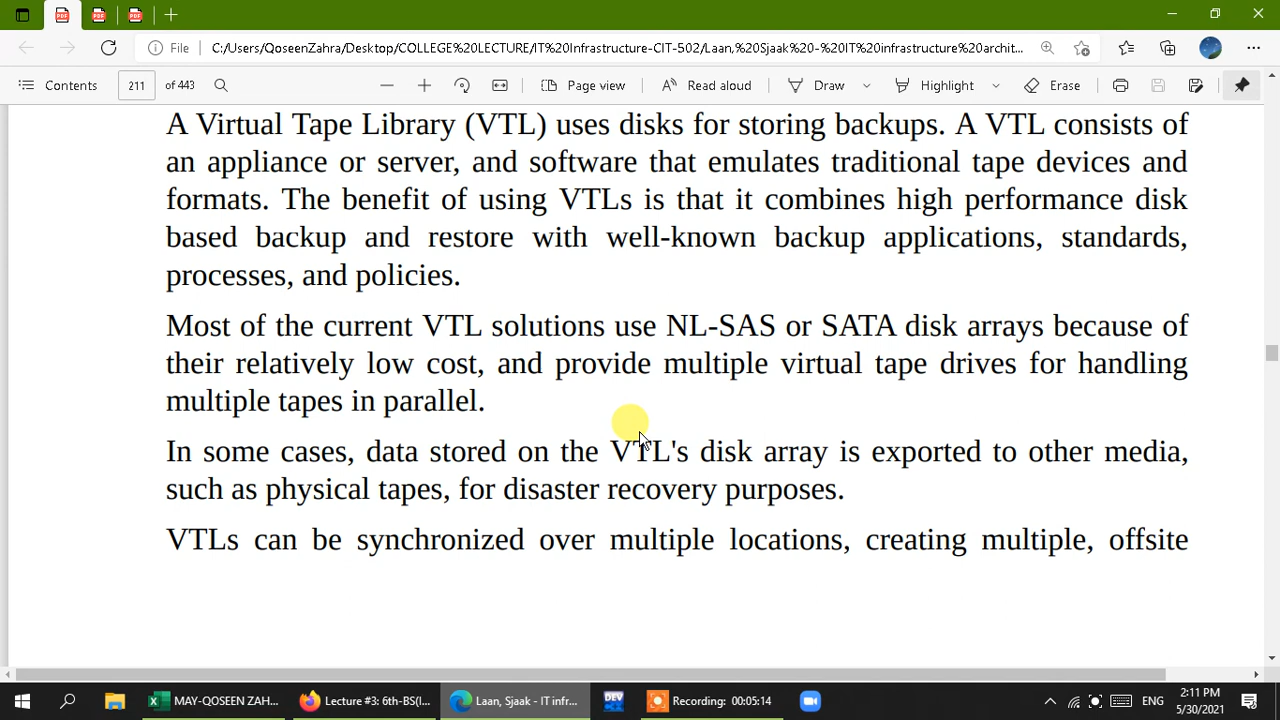 File
C:/Users/QoseenZahra/Desktop/COLLEGE%20LECTURE/IT%20Infrastructure-CIT-502/Laan,%20Sjaak%20-%20IT%20infrastructure%20archit...
Contents
211
of 443
Page view
Read aloud
Draw
Highlight
Erase
A Virtual Tape Library (VTL) uses disks for storing backups. A VTL consists of
an appliance or server, and software that emulates traditional tape devices and
formats. The benefit of using VTLs is that it combines high performance disk
based backup and restore with well-known backup applications, standards,
processes, and policies.
Most of the current VTL solutions use NL-SAS or SATA disk arrays because of
their relatively low cost, and provide multiple virtual tape drives for handling
multiple tapes in parallel.
In some cases, data stored on the VTL's disk array is exported to other media,
such as physical tapes, for disaster recovery purposes.
VTLs can be synchronized over multiple locations, creating multiple, offsite
MAY-QOSEEN ZAH...
Lecture #3: 6th-BS(I...
Laan, Sjaak - IT infr...
DEV
Recording: 00:05:14
ENG
2:11 PM
5/30/2021